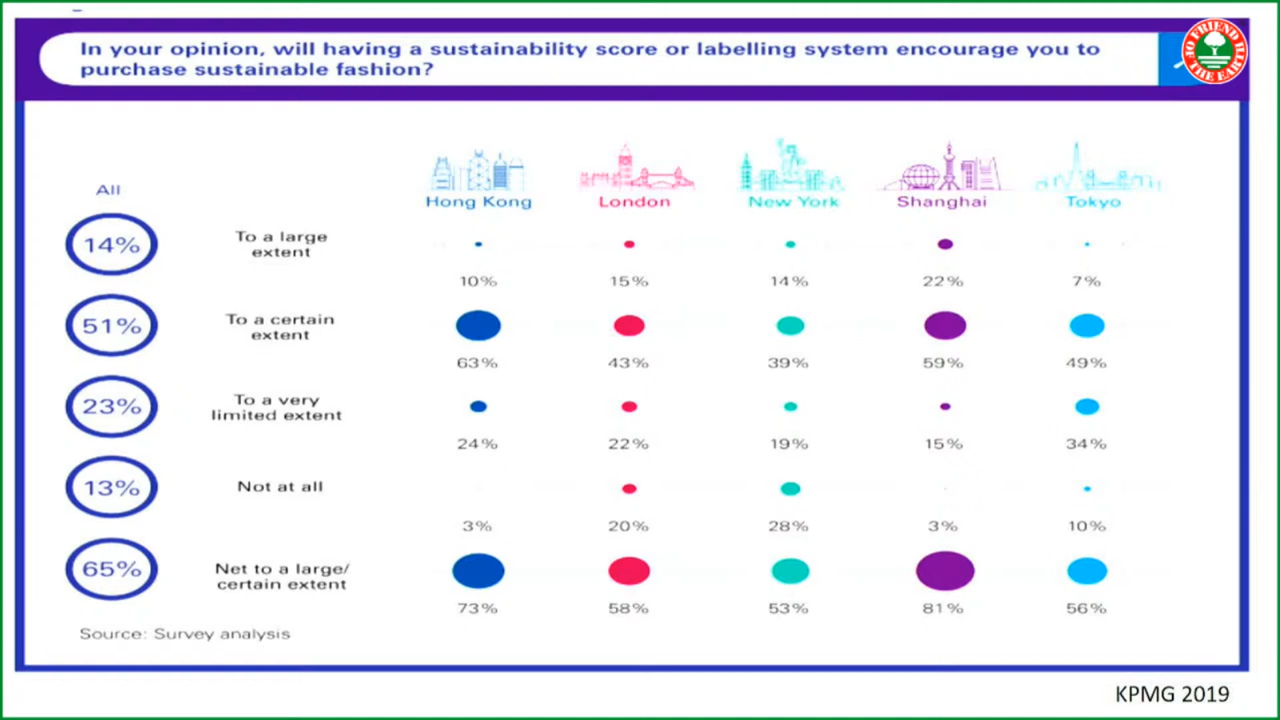 In your opinion, will having a sustainability score or labelling system encourage you to
purchase sustainable fashion?
All
Hong Kong London New York Shanghai Tokyo
14% To a large
extent
10% 15% 14% 22% 7%
51% To a certain
extent
63% 43% 39% 59% 49%
23% To a very
limited extent
24% 22% 19% 15% 34%
13% Not at all
3% 20% 28% 3% 10%
65% Net to a large/
certain extent
73% 58% 53% 81% 56%
Source: Survey analysis
KPMG 2019